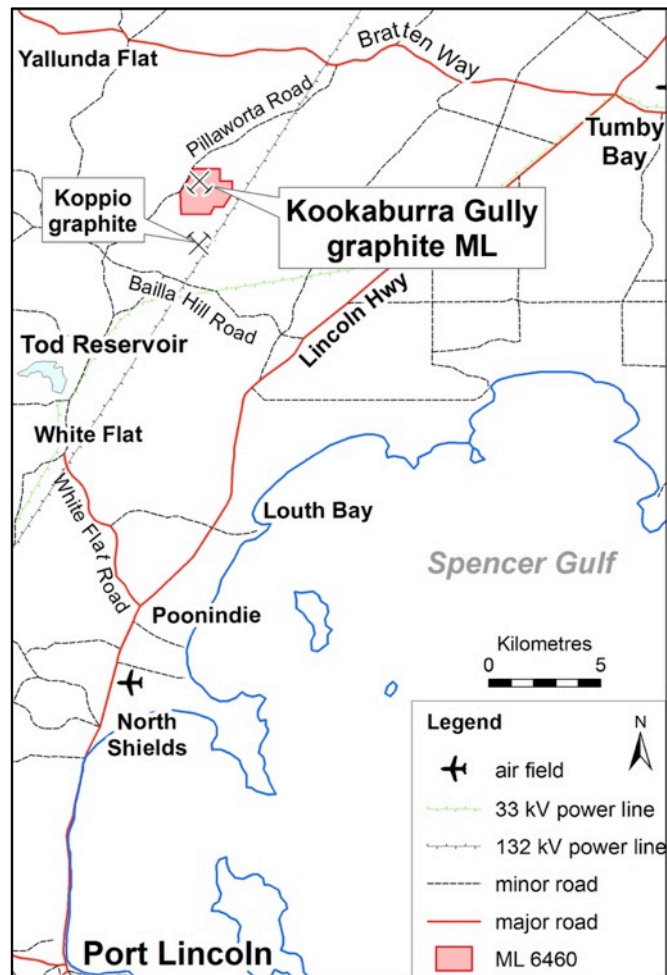 Yallunda Flat
Bratten Way
Pillaworta Road
Tumby
Bay
Koppio
graphite
Kookaburra Gully
graphite ML
Bailla Hill Road
Lincoln Hwy
Tod Reservoir
White Flat
White Flat Road
Louth Bay
Spencer Gulf
Poonindie
Kilometres
0 5
North
Shields
Legend
N
air field
33 kV power line
132 kV power line
minor road
major road
ML 6460
Port Lincoln